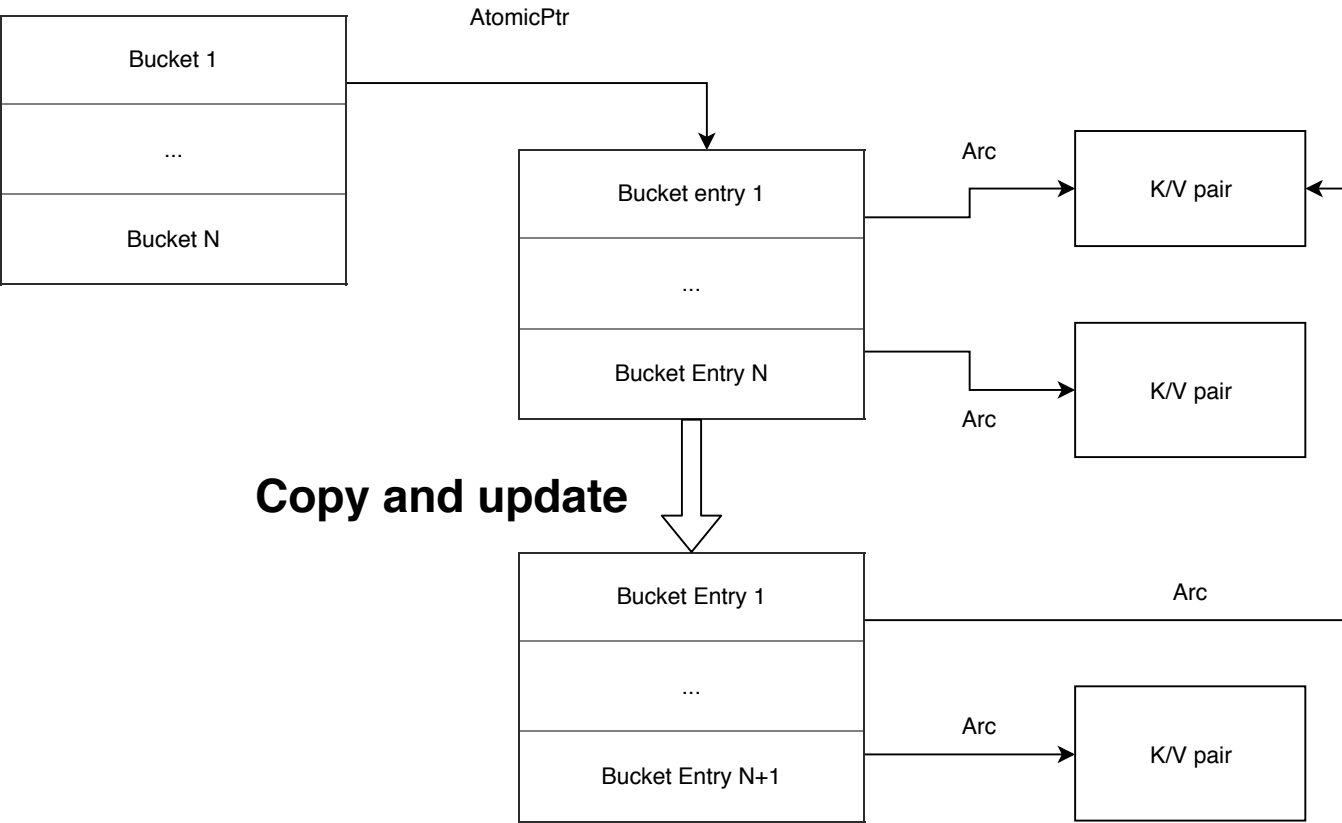 AtomicPtr
Bucket 1
...
Bucket N
Bucket entry 1
...
Bucket Entry N
Arc
K/V pair
Arc
K/V pair
Copy and update
Bucket Entry 1
...
Bucket Entry N+1
Arc
Arc
K/V pair